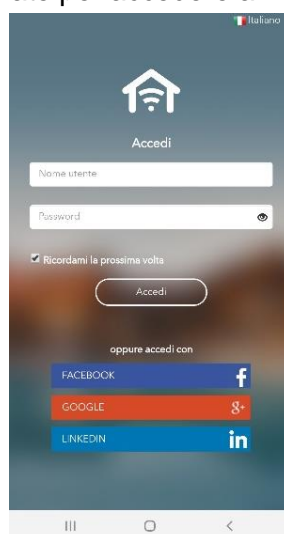 Italiano
Accedi
Nome utente
Password
Ricordami la prossima volta
Accedi
oppure accedi con
FACEBOOK f
GOOGLE g+
LINKEDIN in